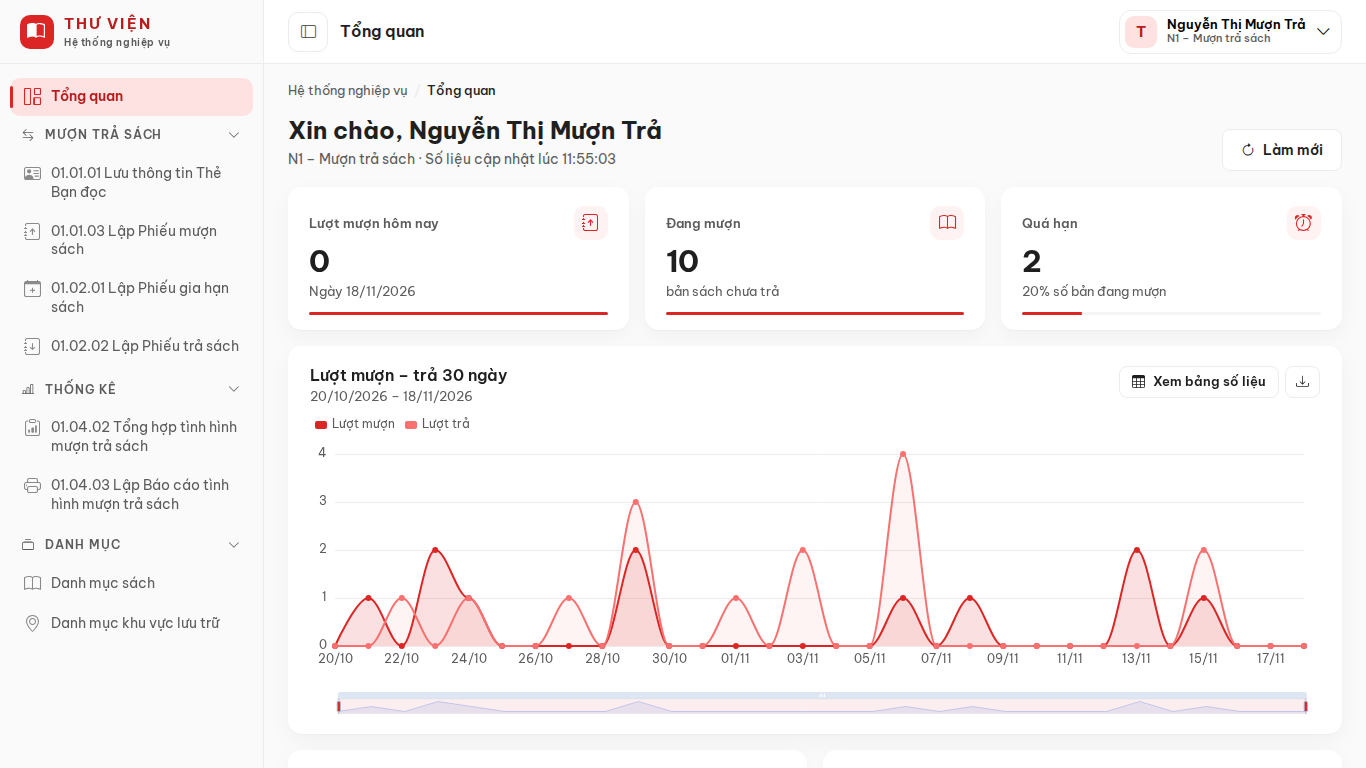 THƯ VIỆN
Hệ thống nghiệp vụ
Tổng quan
MƯỢN TRẢ SÁCH
01.01.01 Lưu thông tin Thẻ
Bạn đọc
01.01.03 Lập Phiếu mượn
sách
01.02.01 Lập Phiếu gia hạn
sách
01.02.02 Lập Phiếu trả sách
THỐNG KÊ
01.04.02 Tổng hợp tình hình
mượn trả sách
01.04.03 Lập Báo cáo tình
hình mượn trả sách
DANH MỤC
Danh mục sách
Danh mục khu vực lưu trữ
Tổng quan
T
Nguyễn Thị Mượn Trả
N1 – Mượn trả sách
Hệ thống nghiệp vụ / Tổng quan
Xin chào, Nguyễn Thị Mượn Trả
N1 – Mượn trả sách · Số liệu cập nhật lúc 11:55:03
Làm mới
Lượt mượn hôm nay
0
Ngày 18/11/2026
Đang mượn
10
bản sách chưa trả
Quá hạn
2
20% số bản đang mượn
Lượt mượn – trả 30 ngày
20/10/2026 – 18/11/2026
Xem bảng số liệu
Lượt mượn Lượt trả
4
3
2
1
0
20/10 22/10 24/10 26/10 28/10 30/10 01/11 03/11 05/11 07/11 09/11 11/11 13/11 15/11 17/11